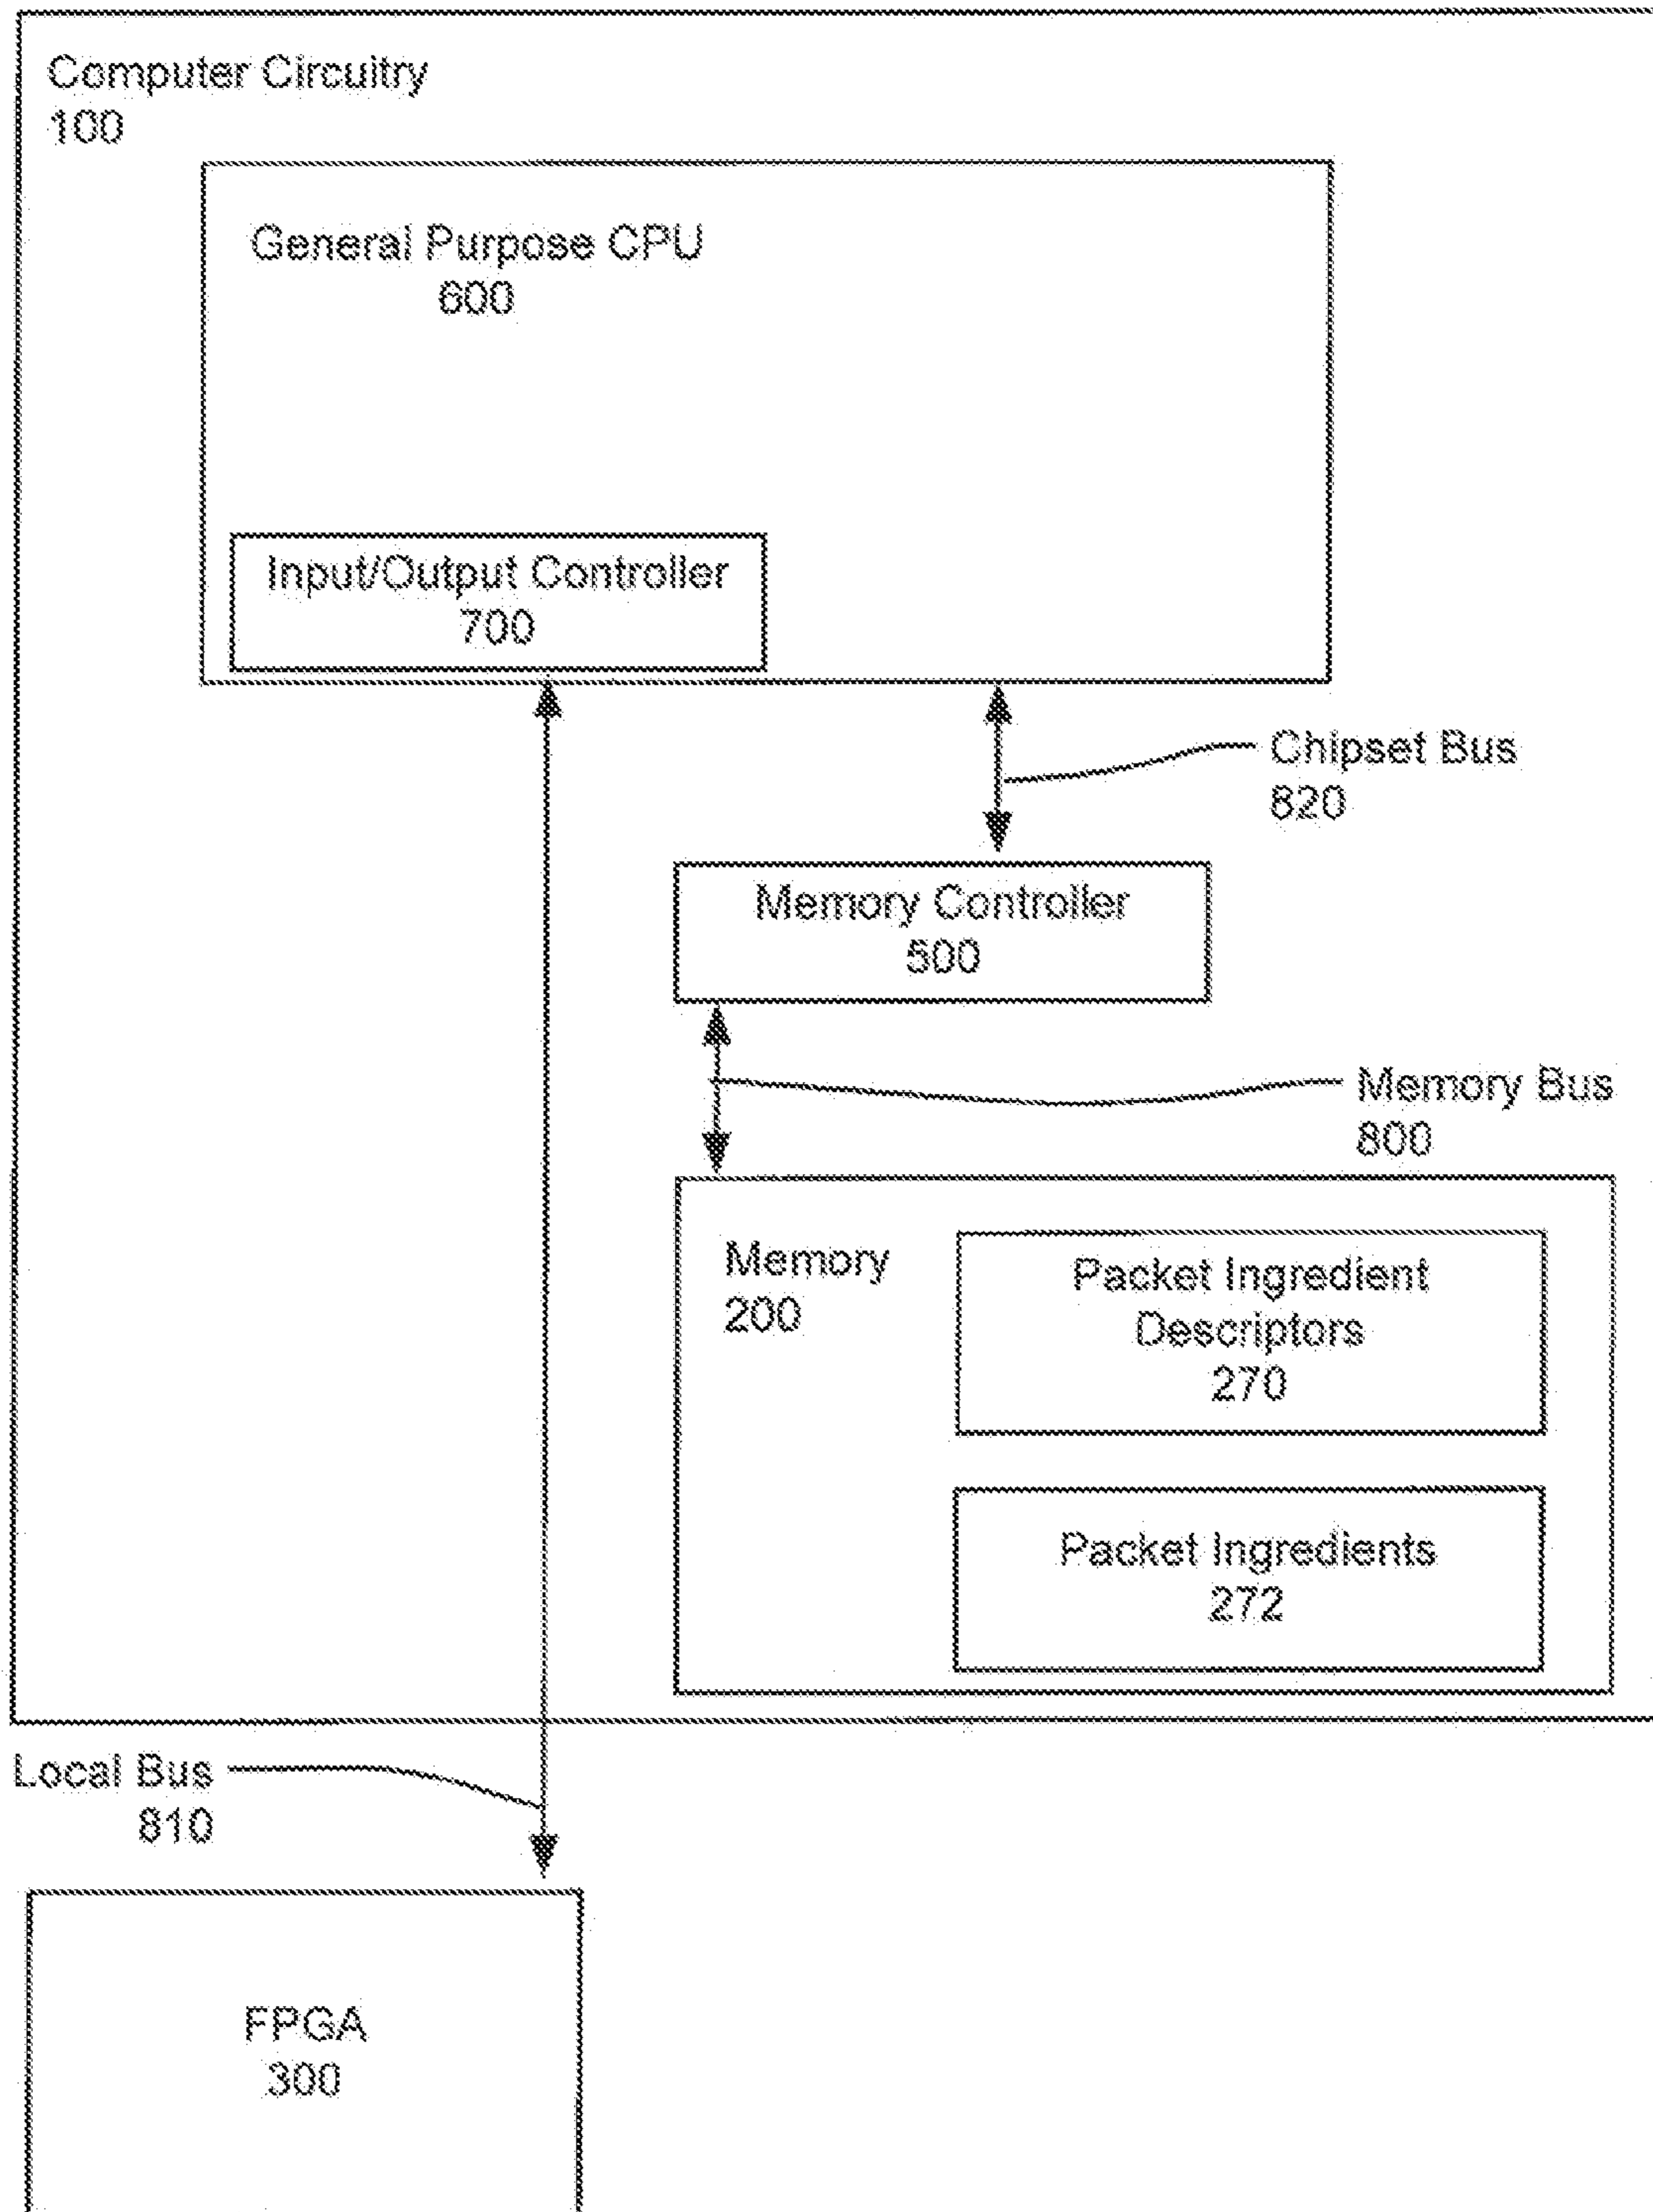 Computer Circuitry
100
General Purpose CPU
600
Input/Output Controller
700
Chipset Bus
820
Memory Controller
500
Memory Bus
800
Memory
200
Packet Ingredient
Descriptors
270
Packet Ingredients
272
Local Bus
810
FPGA
300